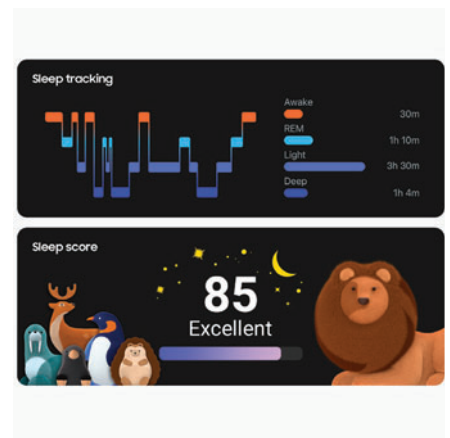 Sleep tracking
Awake
30m
REM
1h 10m
Light
3h 30m
Deep
1h 4m
Sleep score
85
Excellent